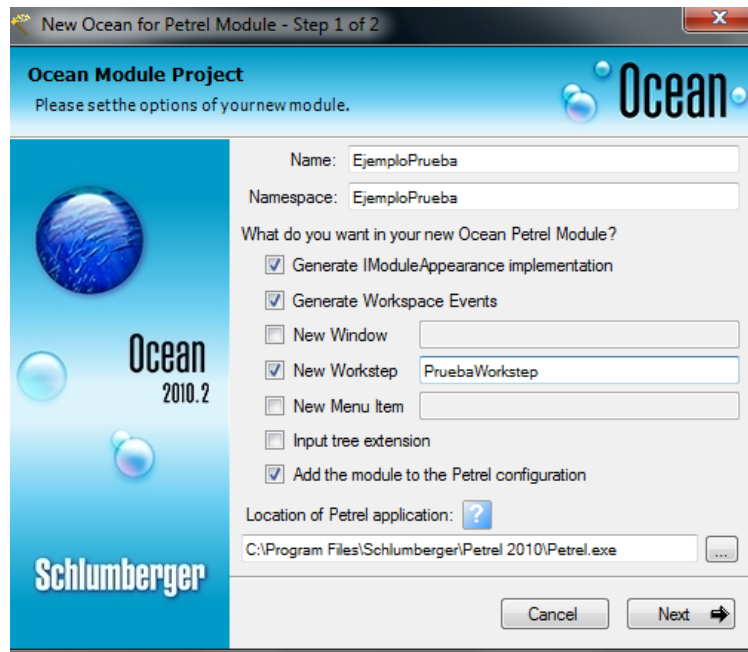 New Ocean for Petrel Module - Step 1 of 2
x
Ocean Module Project
Please setthe options of yournew module.
Ocean
Name: EjemploPrueba
Namespace: EjemploPrueba
What do you want in your new Ocean Petrel Module?
Generate IModuleAppearance implementation
Generate Workspace Events
New Window
New Workstep PruebaWorkstep
New Menu Item
Input tree extension
Add the module to the Petrel configuration
Ocean
2010.2
Schlumberger
Location of Petrel application: ?
C:\Program Files\Schlumberger\Petrel 2010\Petrel.exe ...
Cancel Next